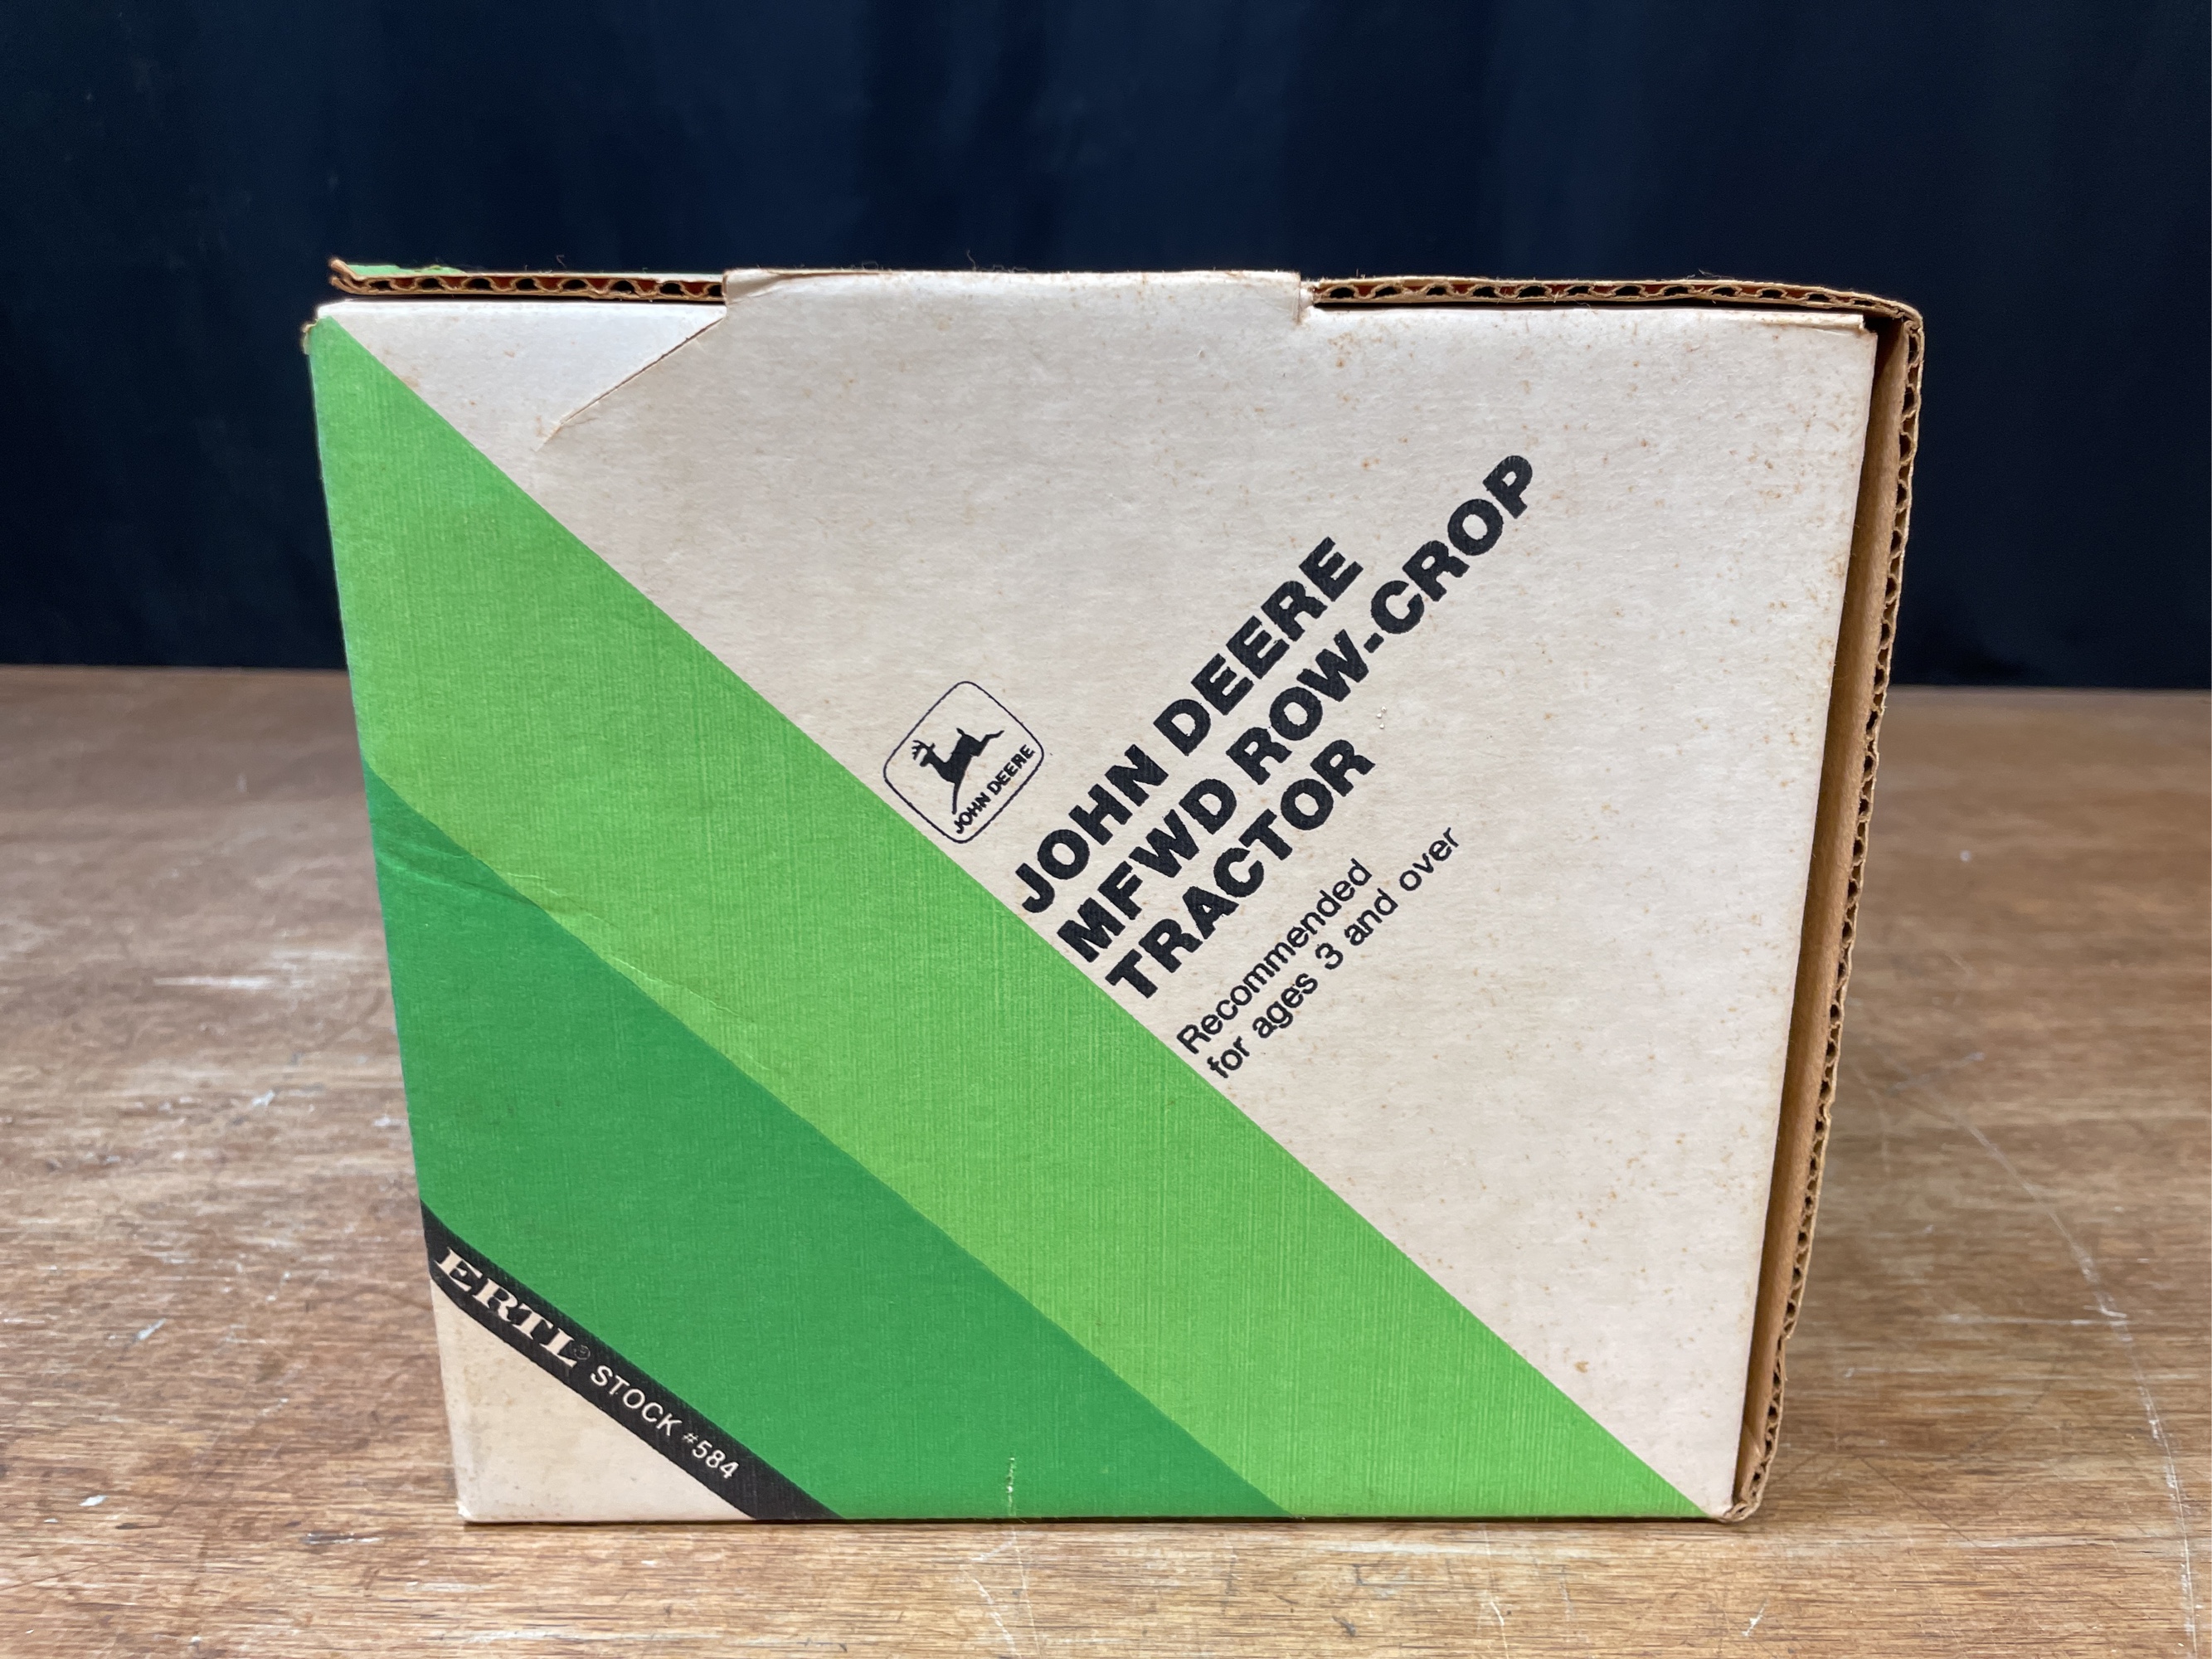 JOHN DEERE
JOHN DEERE
MFWD ROW-CROP
TRACTOR
Recommended
for ages 3 and over
ERTL® STOCK #584